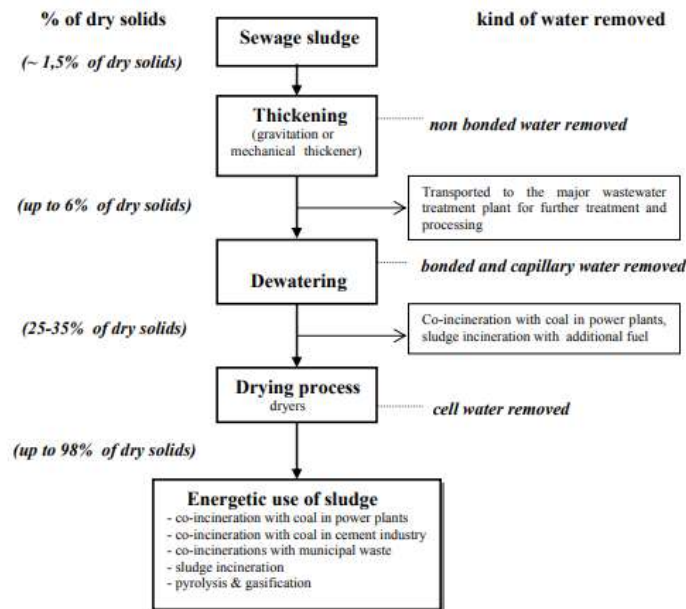 % of dry solids
kind of water removed
Sewage sludge
(~ 1,5% of dry solids)
Thickening
(gravitation or
mechanical thickener)
non bonded water removed
(up to 6% of dry solids)
Transported to the major wastewater
treatment plant for further treatment and
processing
bonded and capillary water removed
Dewatering
(25-35% of dry solids)
Co-incineration with coal in power plants,
sludge incineration with additional fuel
Drying process
dryers
cell water removed
(up to 98% of dry solids)
Energetic use of sludge
- co-incineration with coal in power plants
- co-incineration with coal in cement industry
- co-incinerations with municipal waste
- sludge incineration
- pyrolysis & gasification